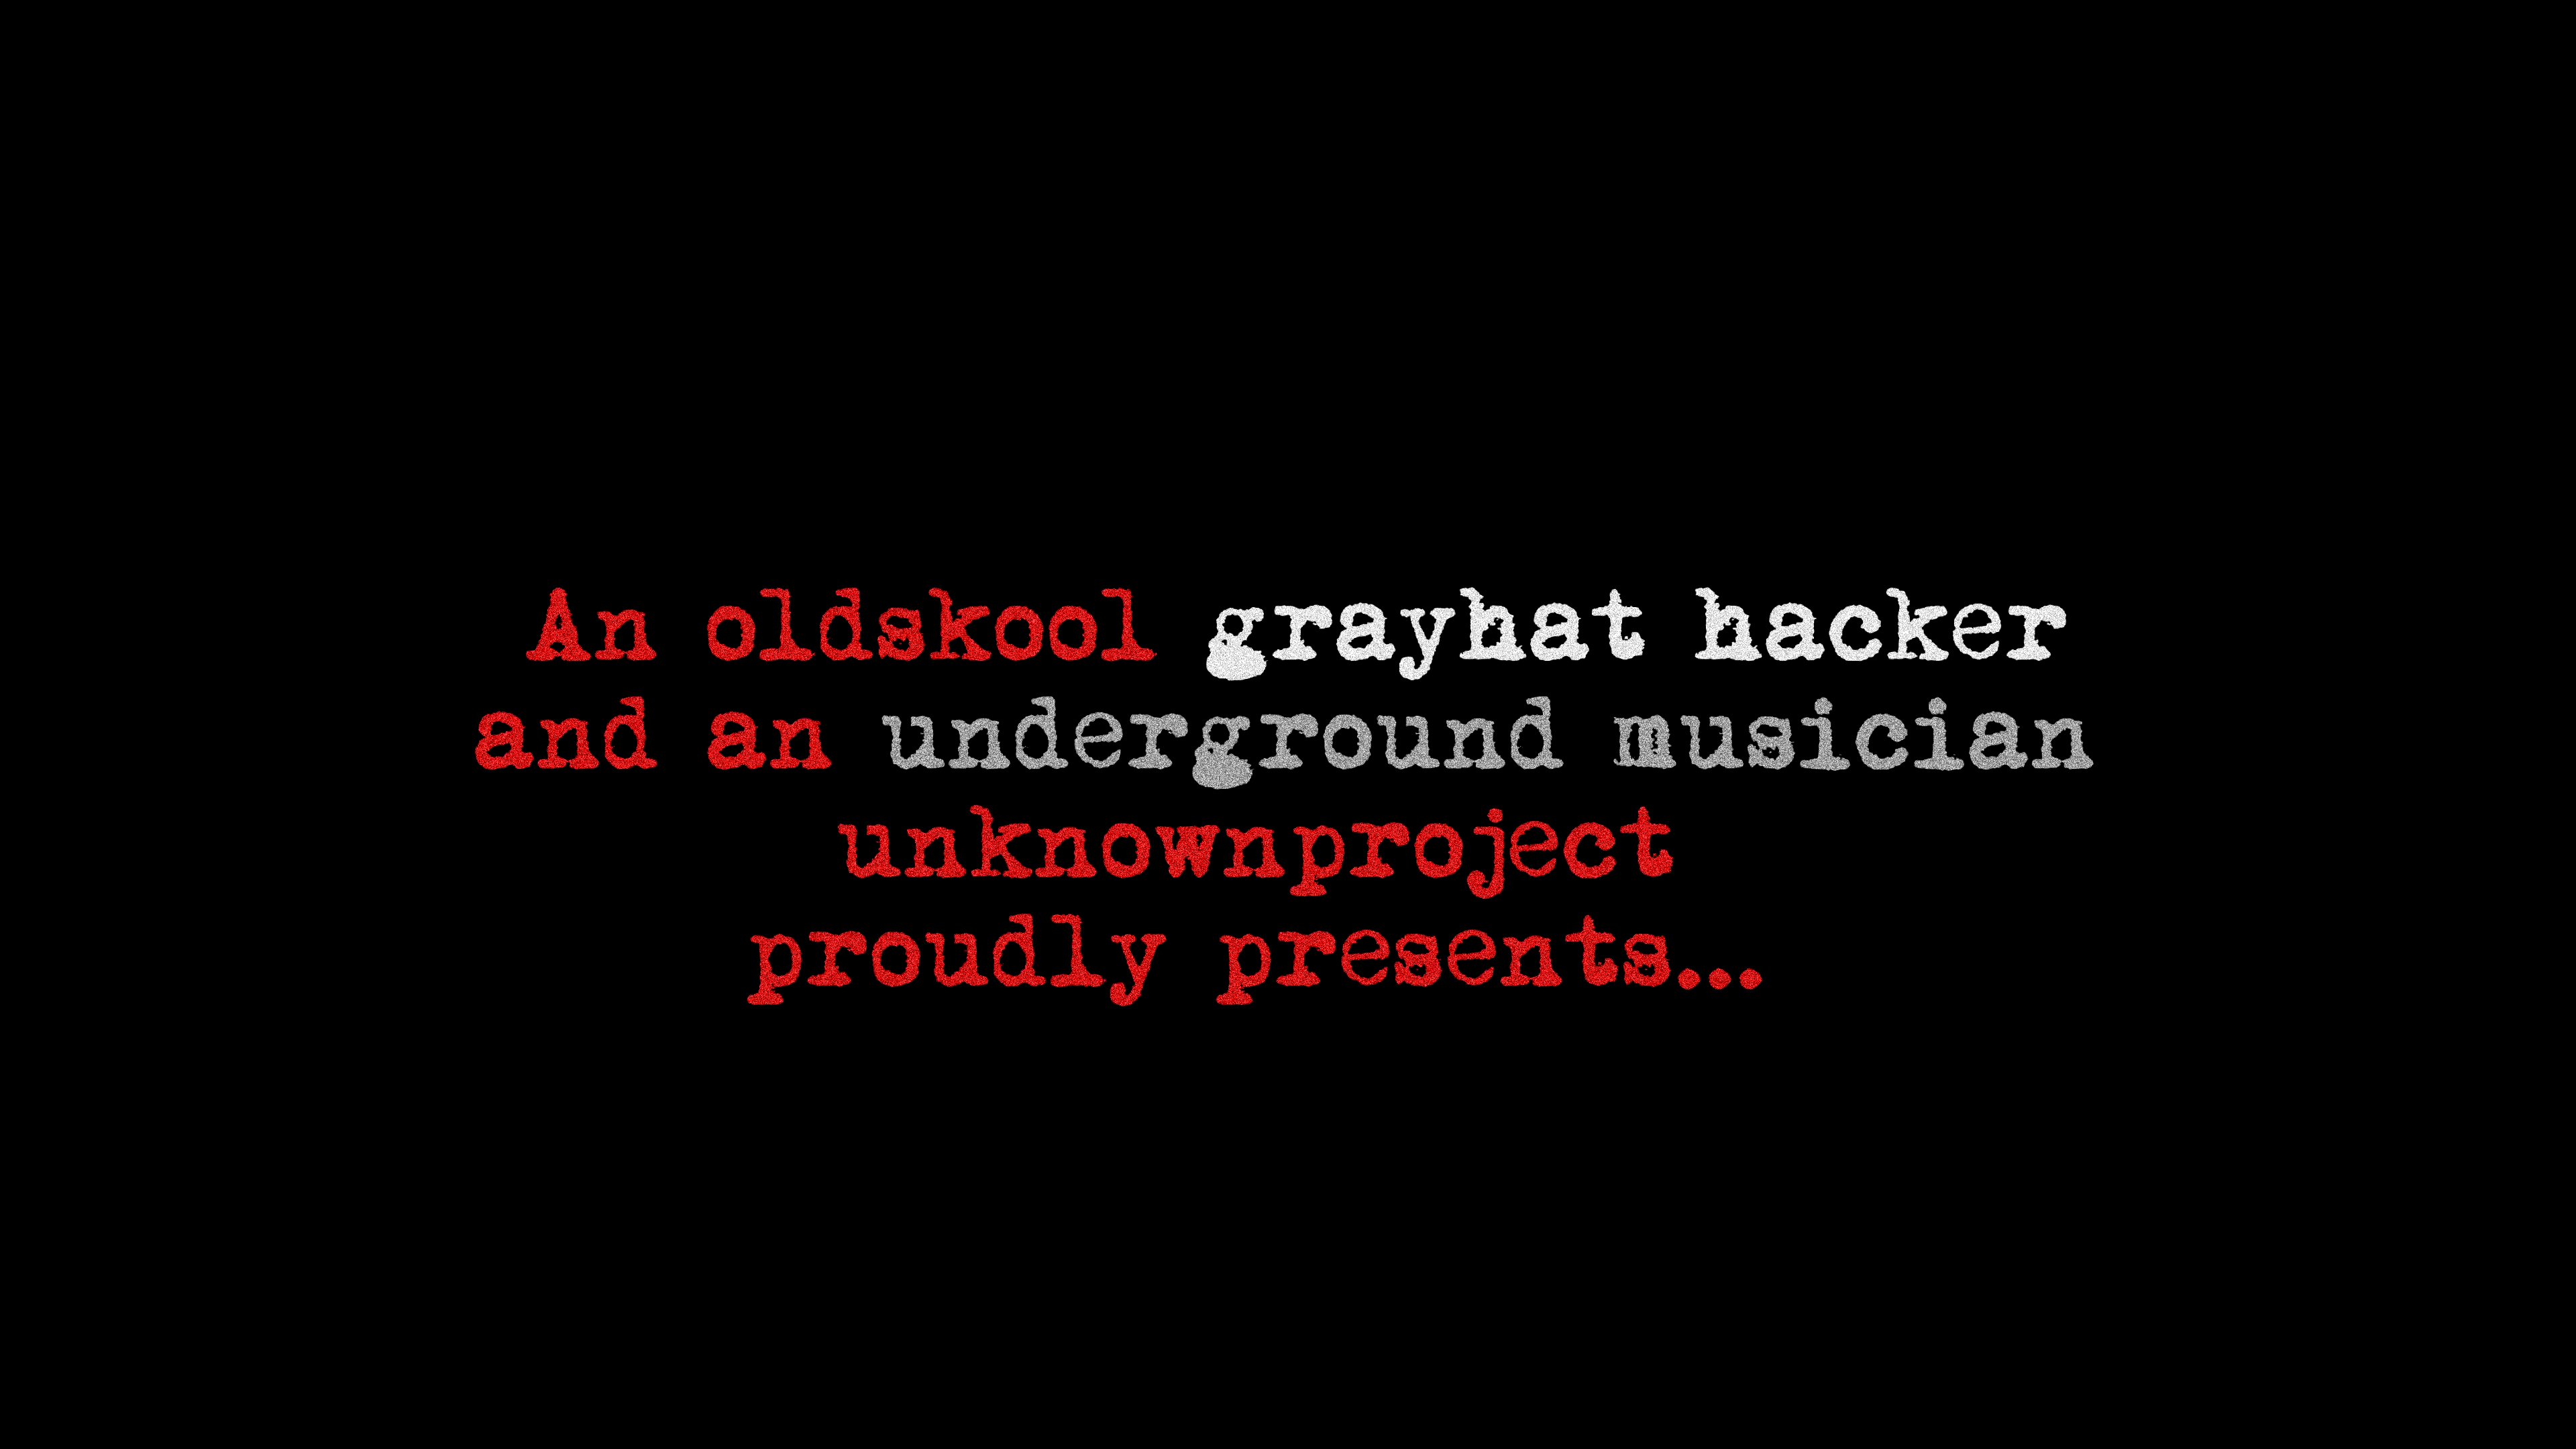 An oldskool grayhat hacker
and an underground musician
unknownproject
proudly presents...